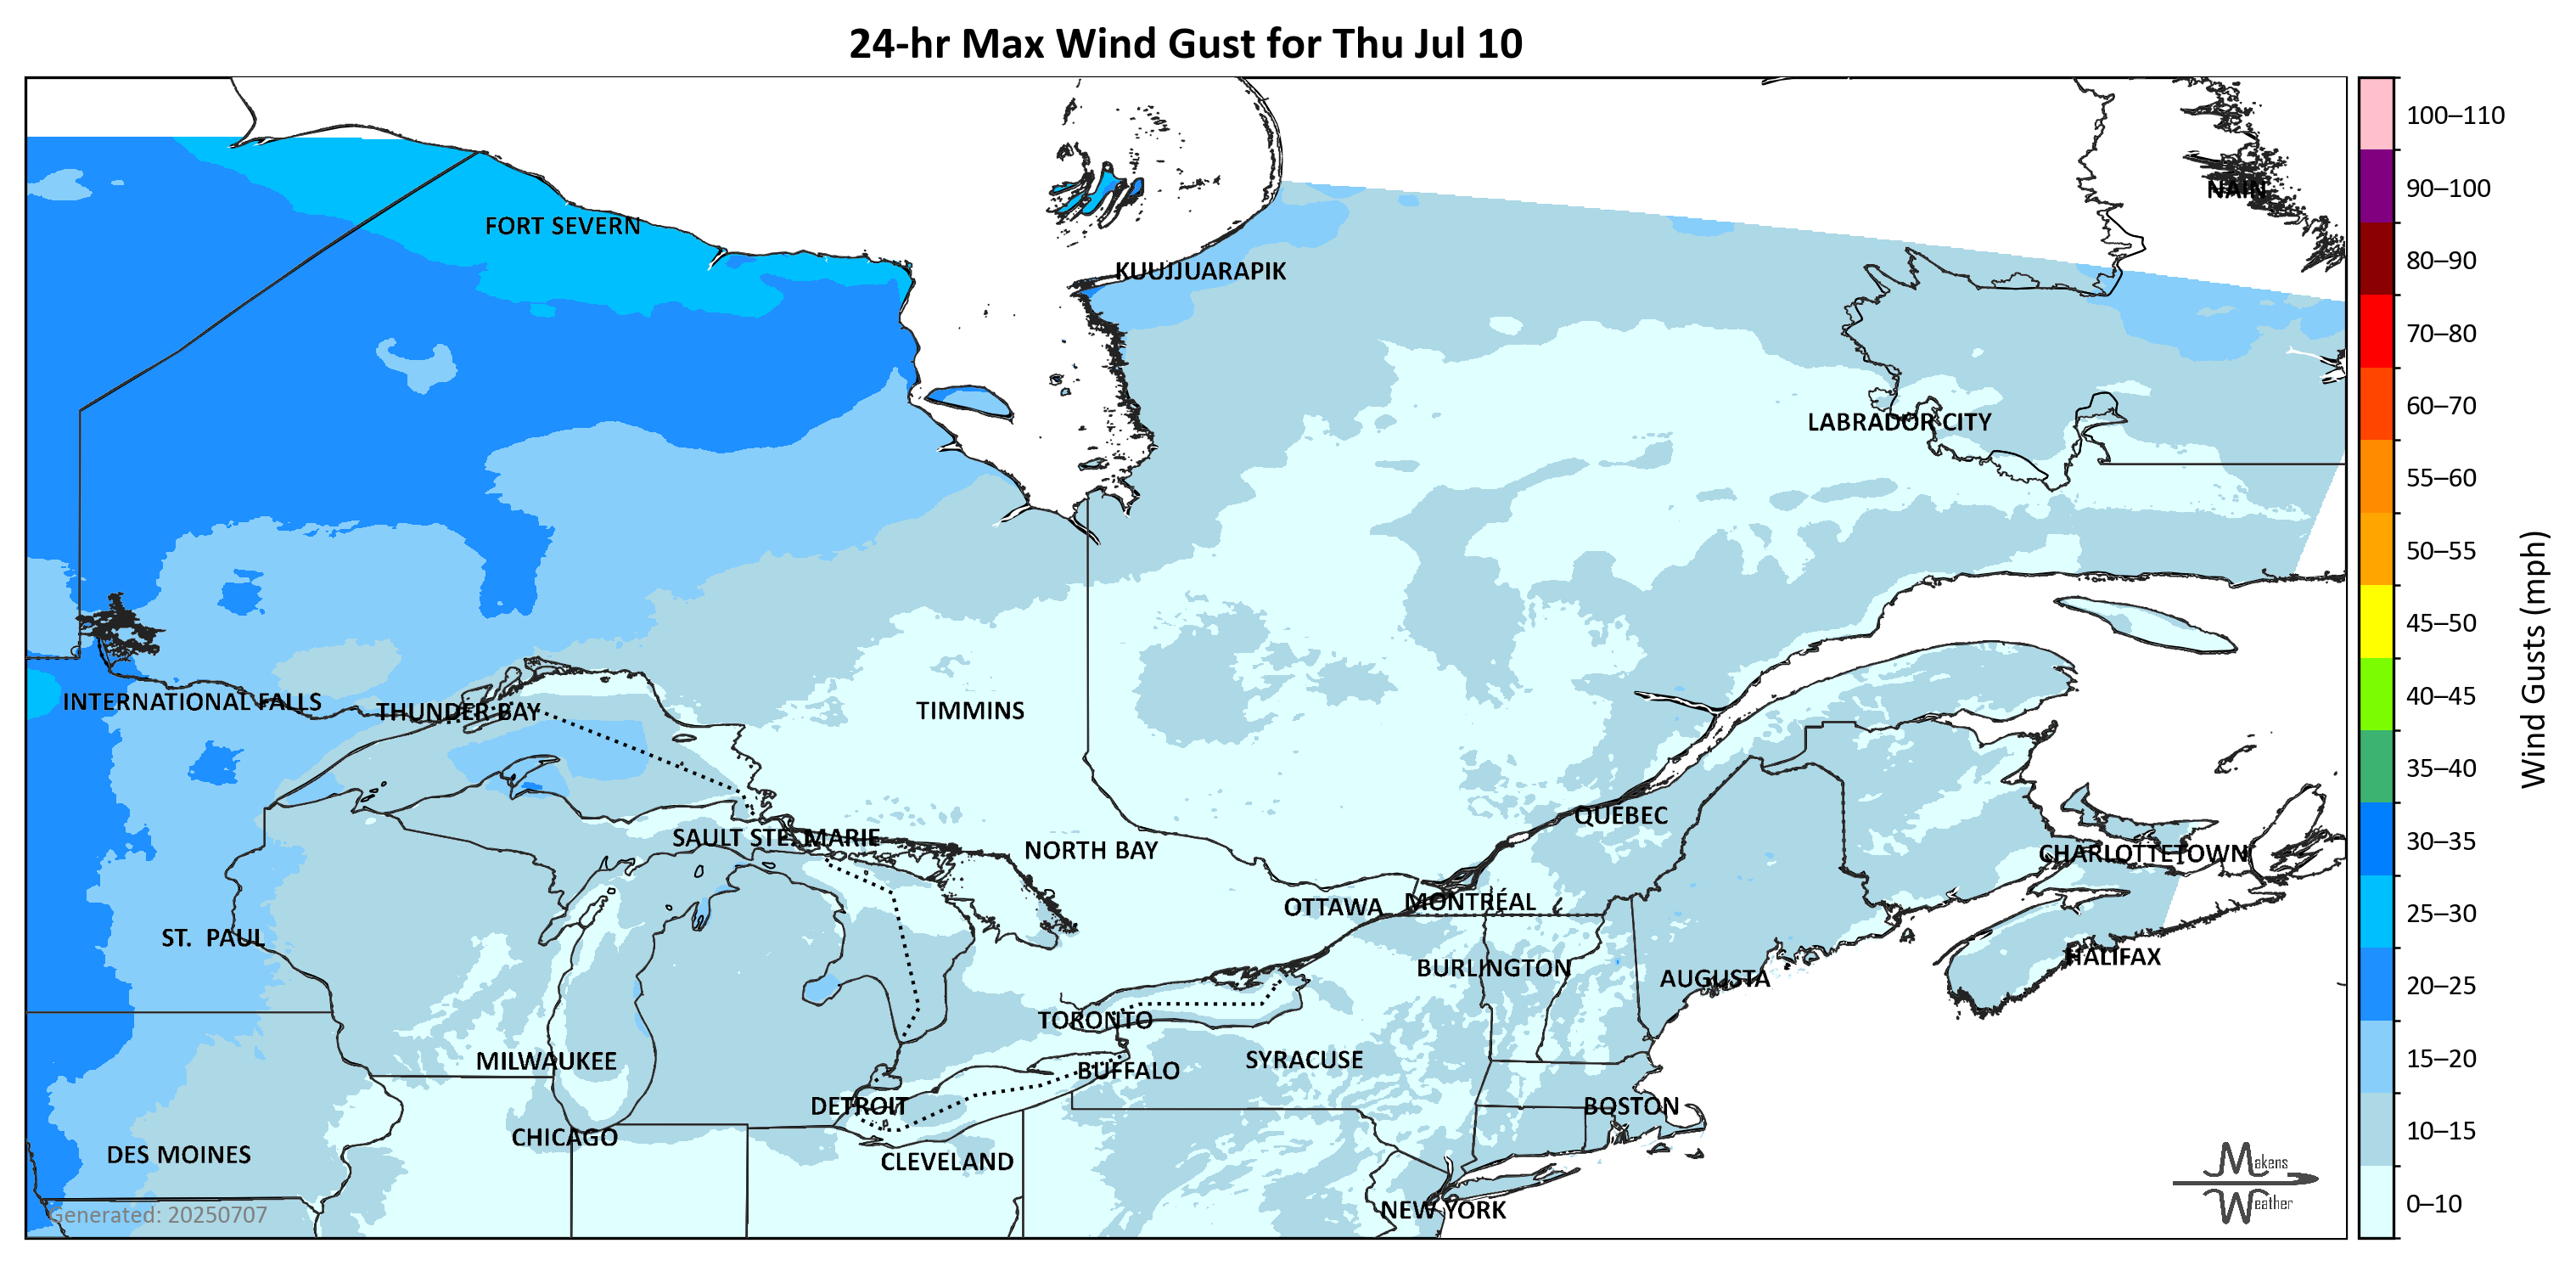 24-hr Max Wind Gust for Thu Jul 10
100–110
90–100
NAIN
FORT SEVERN
80–90
KUUJJUARAPIK
70–80
60–70
LABRADOR CITY
55–60
50–55
45–50
40–45
INTERNATIONAL FALLS
THUNDER BAY
TIMMINS
35–40
Wind Gusts (mph)
QUEBEC
30–35
SAULT STE. MARIE
NORTH BAY
CHARLOTTETOWN
OTTAWA
MONTRÉAL
25–30
ST. PAUL
HALIFAX
BURLINGTON
AUGUSTA
20–25
TORONTO
MILWAUKEE
SYRACUSE
15–20
BUFFALO
DETROIT
BOSTON
CHICAGO
10–15
DES MOINES
CLEVELAND
Makens
Weather
NEW YORK
0–10
Generated: 20250707